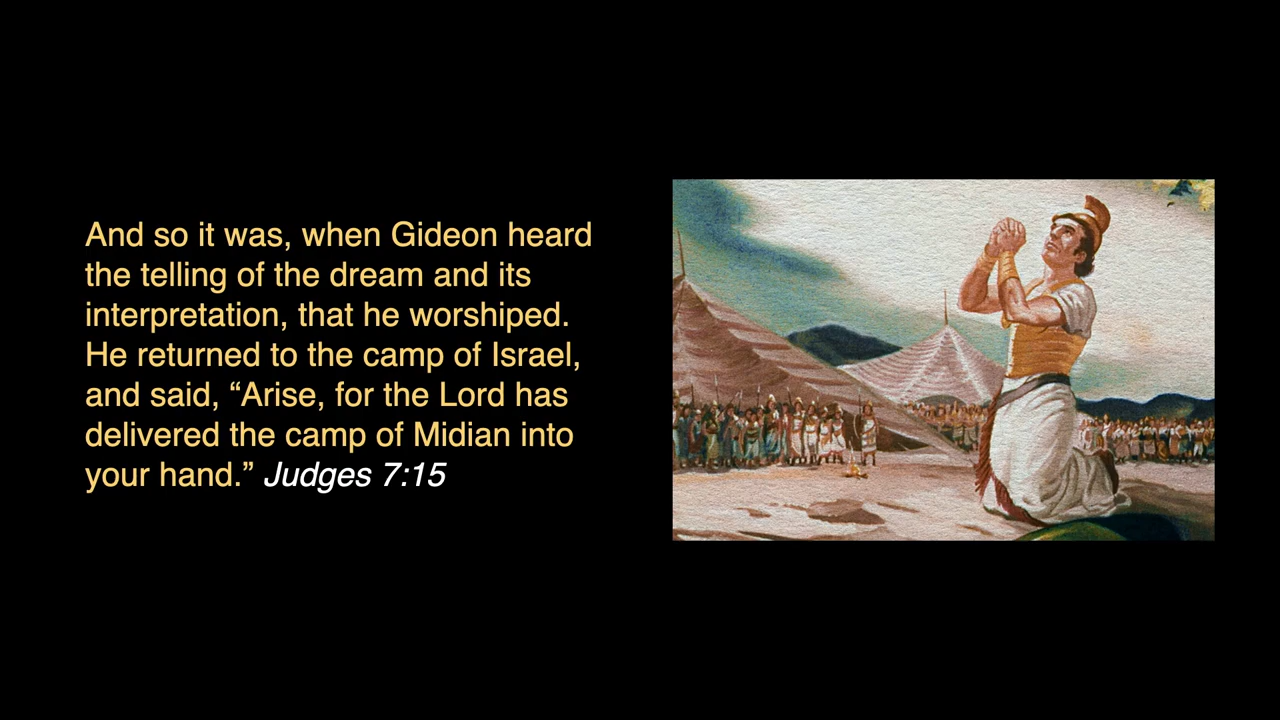 And so it was, when Gideon heard
the telling of the dream and its
interpretation, that he worshiped.
He returned to the camp of Israel,
and said, “Arise, for the Lord has
delivered the camp of Midian into
your hand.” Judges 7:15